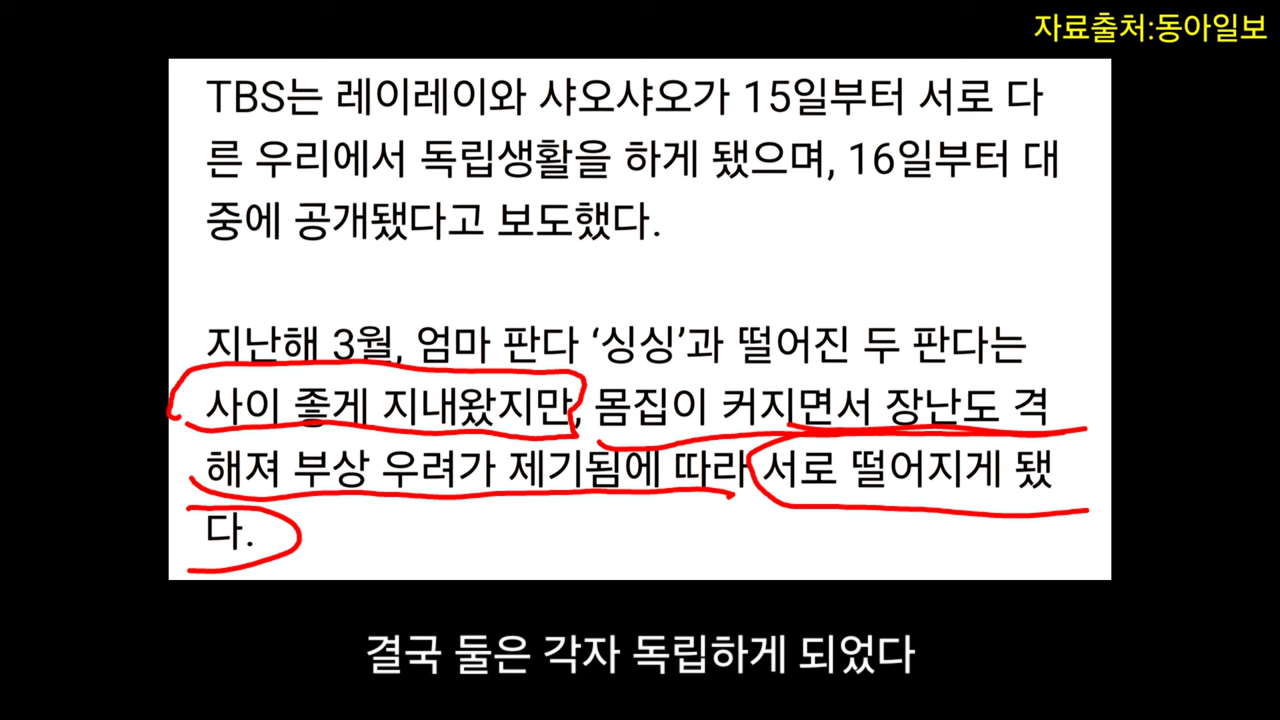 자료출처:동아일보
TBS는 레이레이와 샤오샤오가 15일부터 서로 다
른 우리에서 독립생활을 하게 됐으며, 16일부터 대
중에 공개됐다고 보도했다.
지난해 3월, 엄마 판다 ‘싱싱’과 떨어진 두 판다는
사이 좋게 지내왔지만, 몸집이 커지면서 장난도 격
해져 부상 우려가 제기됨에 따라 서로 떨어지게 됐
다.
결국 둘은 각자 독립하게 되었다